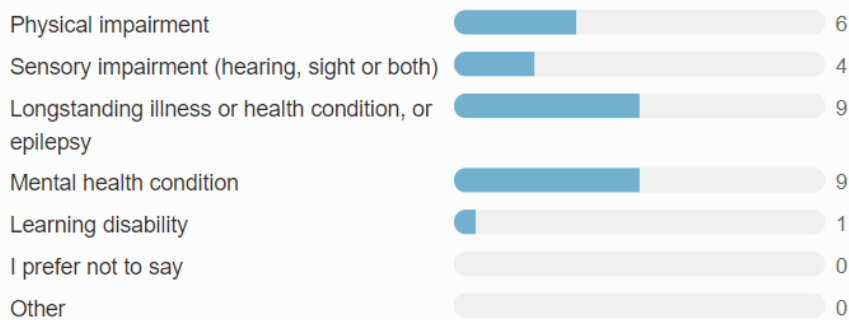 Physical impairment 6
Sensory impairment (hearing, sight or both) 4
Longstanding illness or health condition, or 9
epilepsy
Mental health condition 9
Learning disability 1
I prefer not to say 0
Other 0